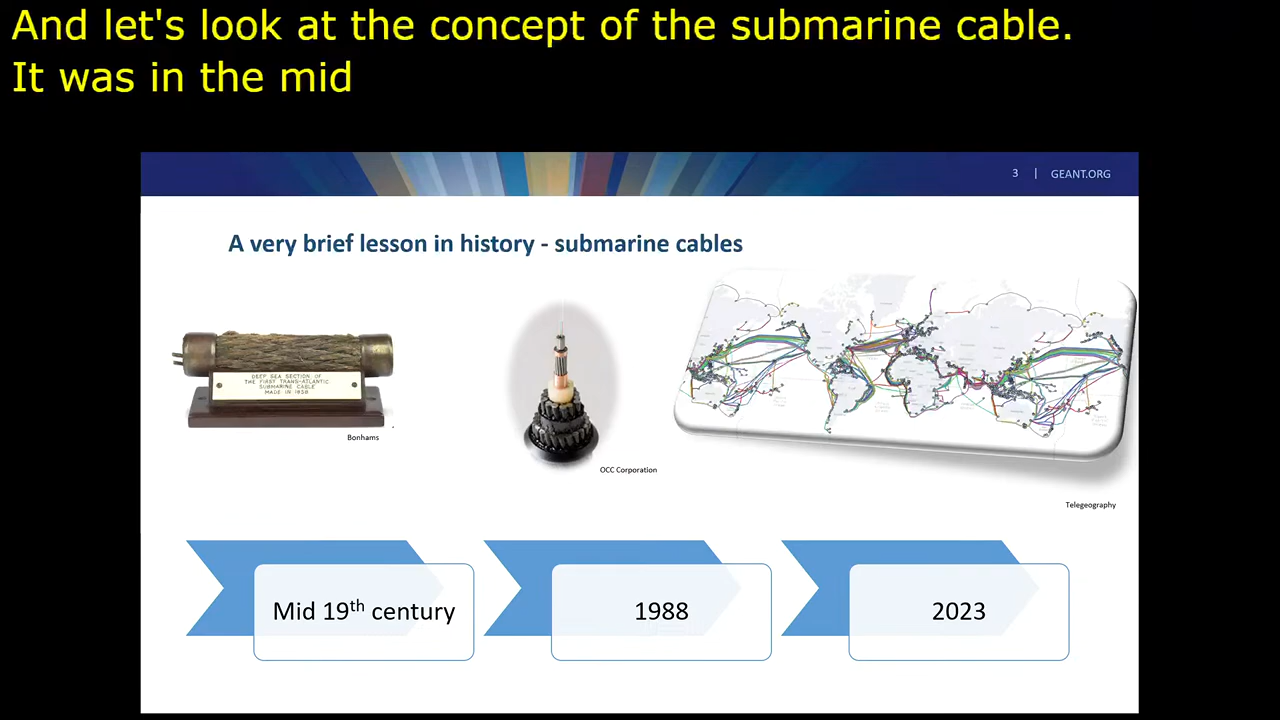 And let's look at the concept of the submarine cable.
It was in the mid
3 | GEANT.ORG
A very brief lesson in history - submarine cables
DEEP SEA SECTION OF
THE FIRST TRANS-ATLANTIC
SUBMARINE CABLE
MADE IN 1858
Bonhams
OCC Corporation
Telegeography
Mid 19th century
1988
2023